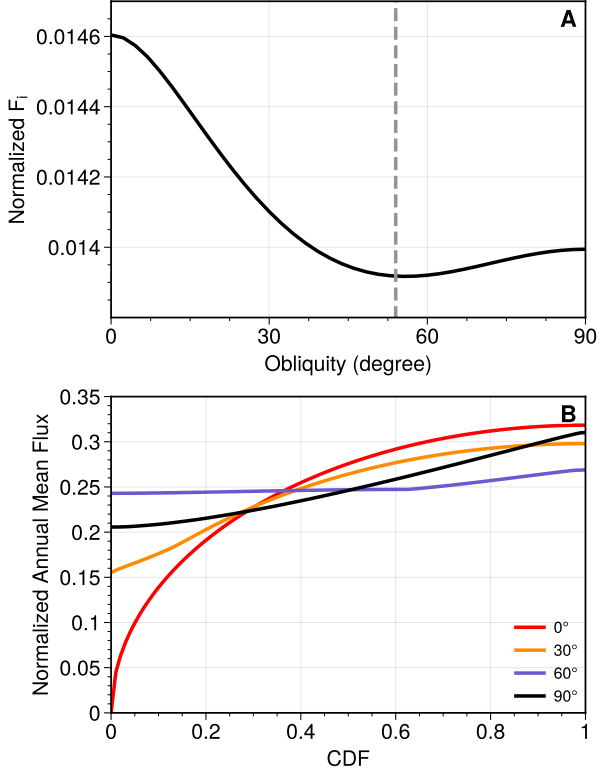 A
0.0146
0.0144
0.0142
0.014
Normalized Fi
0 30 60 90
Obliquity (degree)
B
0.35
0.3
0.25
0.2
0.15
0.1
0.05
0
Normalized Annual Mean Flux
0°
30°
60°
90°
0 0.2 0.4 0.6 0.8 1
CDF